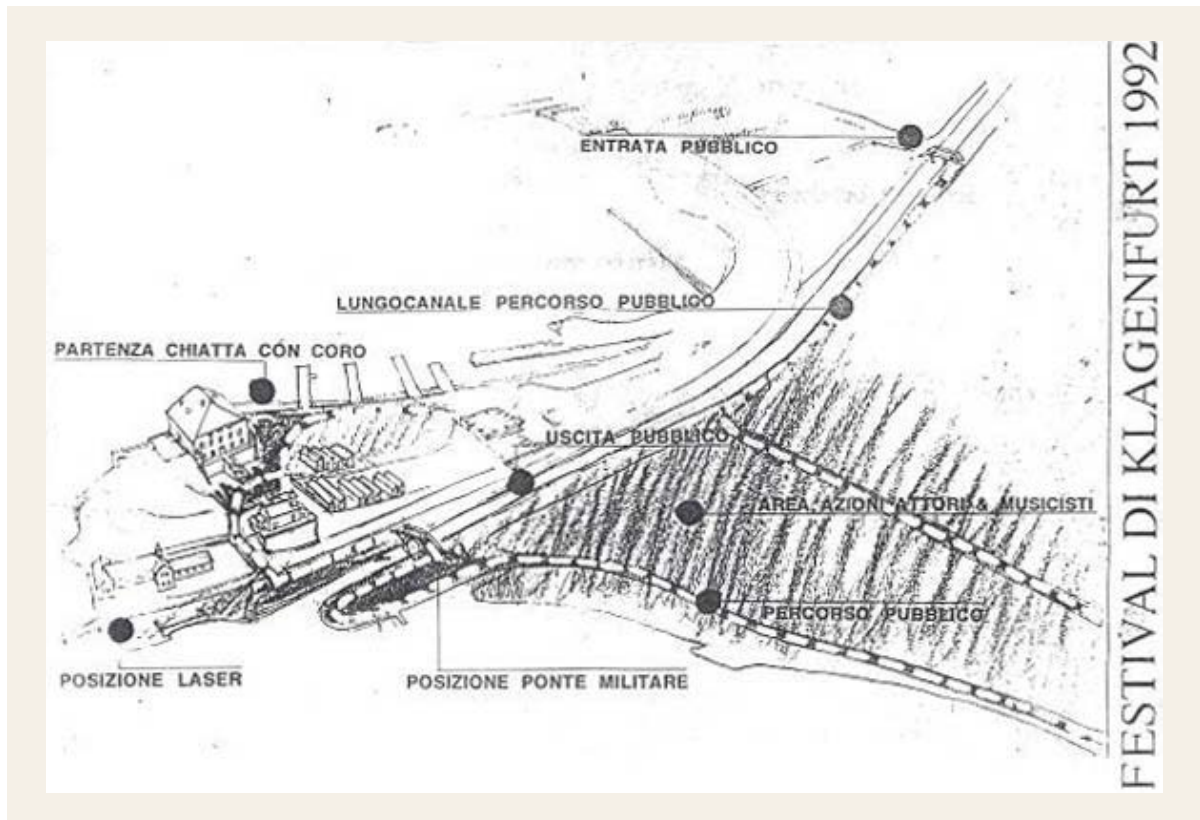 ENTRATA PUBBLICO
LUNGOCANALE PERCORSO PUBBLICO
PARTENZA CHIATTA CÓN CORO
USCITA PUBBLICO
AREA AZIONI ATTORI & MUSICISTI
PERCORSO PUBBLICO
POSIZIONE LASER
POSIZIONE PONTE MILITARE
FESTIVAL DI KLAGENFURT 1992